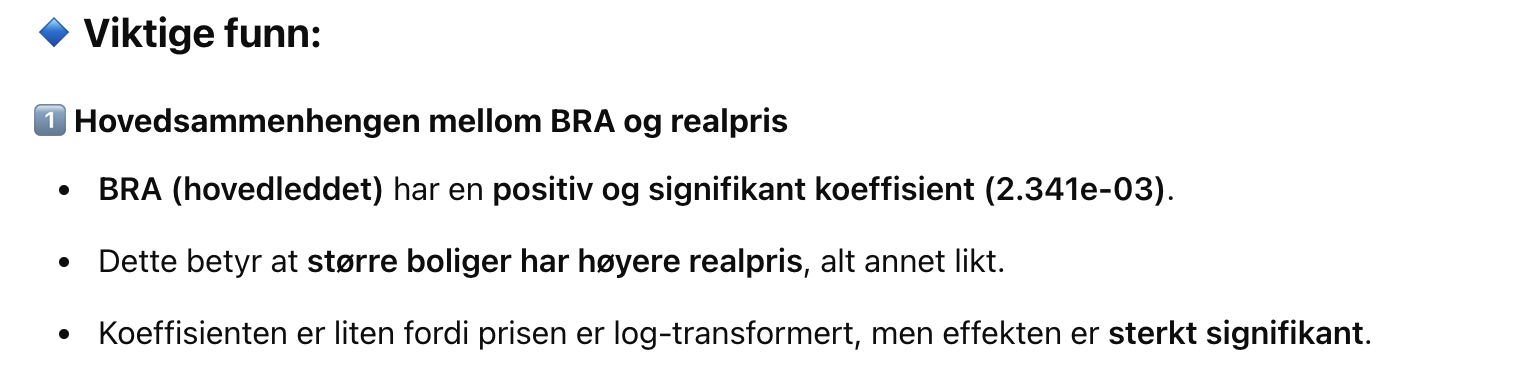 🔷 Viktige funn:
1️⃣ Hovedsammenhengen mellom BRA og realpris
• BRA (hovedleddet) har en positiv og signifikant koeffisient (2.341e-03).
• Dette betyr at større boliger har høyere realpris, alt annet likt.
• Koeffisienten er liten fordi prisen er log-transformert, men effekten er sterkt signifikant.